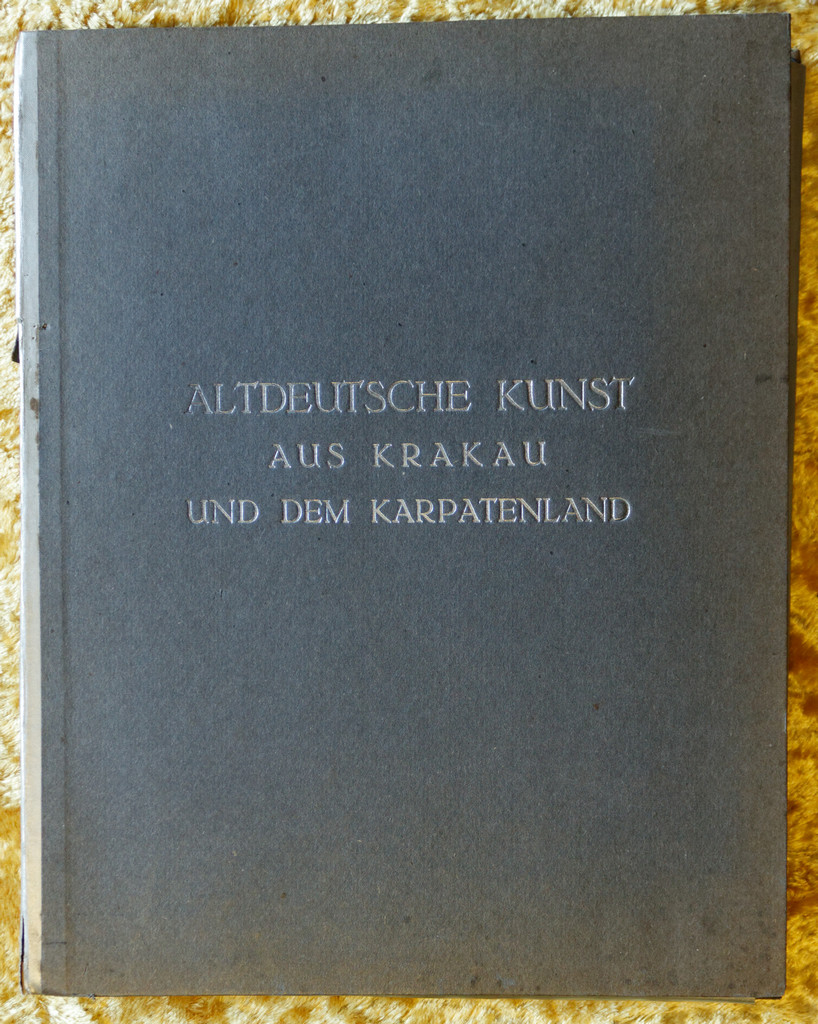 ALTDEUTSCHE KUNST
AUS KRAKAU
UND DEM KARPATENLAND